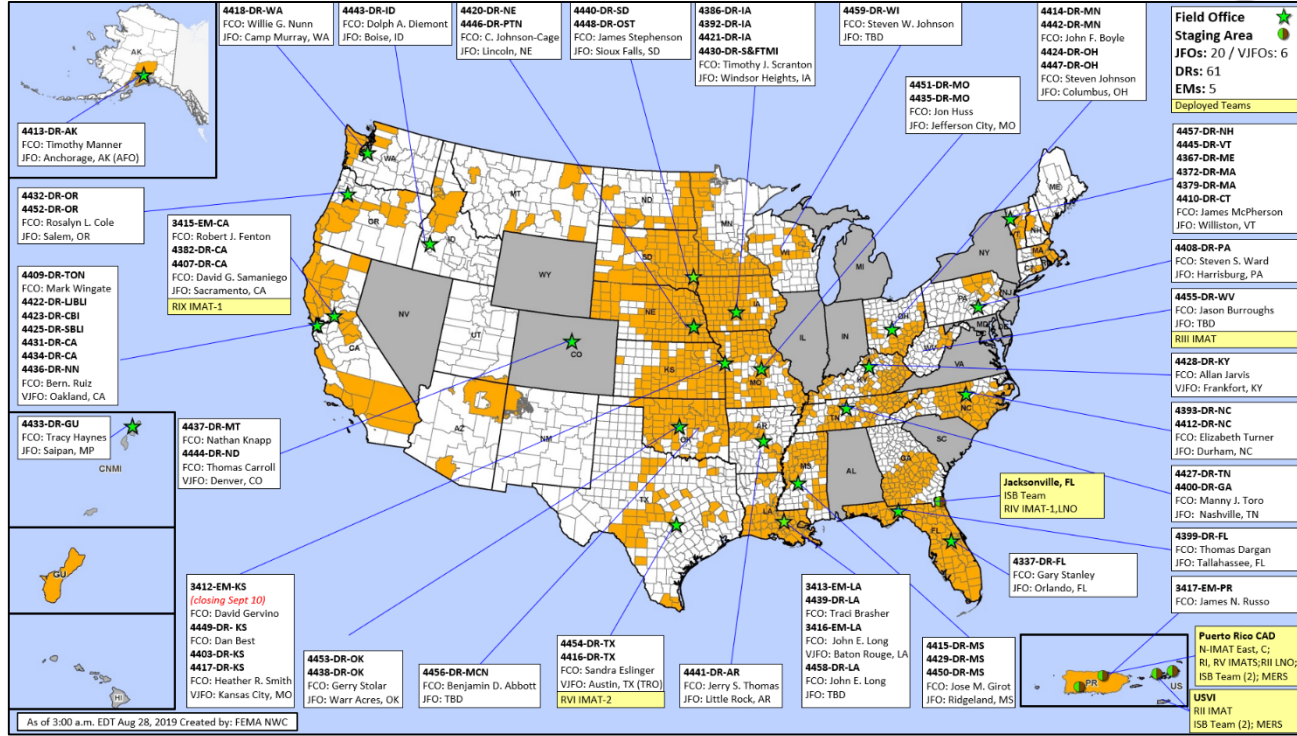 4418-DR-WA
FCO: Willie G. Nunn
JFO: Camp Murray, WA
4443-DR-ID
FCO: Dolph A. Diemont
JFO: Boise, ID
4420-DR-NE
4446-DR-PTN
FCO: C. Johnson-Cage
JFO: Lincoln, NE
4440-DR-SD
4448-DR-OST
FCO: James Stephenson
JFO: Sioux Falls, SD
4386-DR-IA
4392-DR-IA
4421-DR-IA
4430-DR-S&FTMI
FCO: Timothy J. Scranton
JFO: Windsor Heights, IA
4459-DR-WI
FCO: Steven W. Johnson
JFO: TBD
4414-DR-MN
4442-DR-MN
FCO: John F. Boyle
4424-DR-OH
4447-DR-OH
FCO: Steven Johnson
JFO: Columbus, OH
Field Office
Staging Area
JFOs: 20 / VJFOs: 6
DRs: 61
EMs: 5
Deployed Teams
4451-DR-MO
4435-DR-MO
FCO: Jon Huss
JFO: Jefferson City, MO
4413-DR-AK
FCO: Timothy Manner
JFO: Anchorage, AK (AFO)
4432-DR-OR
4452-DR-OR
FCO: Rosalyn L. Cole
JFO: Salem, OR
3415-EM-CA
FCO: Robert J. Fenton
4382-DR-CA
4407-DR-CA
FCO: David G. Samaniego
JFO: Sacramento, CA
RIX IMAT-1
4409-DR-TON
FCO: Mark Wingate
4422-DR-LJBLI
4423-DR-CBI
4425-DR-SBLI
4431-DR-CA
4434-DR-CA
4436-DR-NN
FCO: Bern. Ruiz
VJFO: Oakland, CA
4433-DR-GU
FCO: Tracy Haynes
JFO: Saipan, MP
CNMI
GU
HI
4437-DR-MT
FCO: Nathan Knapp
4444-DR-ND
FCO: Thomas Carroll
VJFO: Denver, CO
3412-EM-KS
(closing Sept 10)
FCO: David Gervino
4449-DR- KS
FCO: Dan Best
4403-DR-KS
4417-DR-KS
FCO: Heather R. Smith
VJFO: Kansas City, MO
4453-DR-OK
4438-DR-OK
FCO: Gerry Stolar
JFO: Warr Acres, OK
4456-DR-MCN
FCO: Benjamin D. Abbott
JFO: TBD
4454-DR-TX
4416-DR-TX
FCO: Sandra Eslinger
VJFO: Austin, TX (TRO)
RVI IMAT-2
4441-DR-AR
FCO: Jerry S. Thomas
JFO: Little Rock, AR
3413-EM-LA
4439-DR-LA
FCO: Traci Brasher
3416-EM-LA
FCO: John E. Long
VJFO: Baton Rouge, LA
4458-DR-LA
FCO: John E. Long
JFO: TBD
4415-DR-MS
4429-DR-MS
4450-DR-MS
FCO: Jose M. Girot
JFO: Ridgeland, MS
Jacksonville, FL
ISB Team
RIV IMAT-1,LNO
4337-DR-FL
FCO: Gary Stanley
JFO: Orlando, FL
4457-DR-NH
4445-DR-VT
4367-DR-ME
4372-DR-MA
4379-DR-MA
4410-DR-CT
FCO: James McPherson
JFO: Williston, VT
4408-DR-PA
FCO: Steven S. Ward
JFO: Harrisburg, PA
4455-DR-WV
FCO: Jason Burroughs
JFO: TBD
RIII IMAT
4428-DR-KY
FCO: Allan Jarvis
VJFO: Frankfort, KY
4393-DR-NC
4412-DR-NC
FCO: Elizabeth Turner
JFO: Durham, NC
4427-DR-TN
4400-DR-GA
FCO: Manny J. Toro
JFO: Nashville, TN
4399-DR-FL
FCO: Thomas Dargan
JFO: Tallahassee, FL
3417-EM-PR
FCO: James N. Russo
Puerto Rico CAD
N-IMAT East, C;
RI, RV IMATS;RII LNO;
ISB Team (2); MERS
USVI
RII IMAT
ISB Team (2); MERS
AK
WA
MT
ND
MN
ME
OR
ID
WY
SD
WI
MI
NY
VT
NH
MA
NV
UT
CO
NE
IA
IL
IN
OH
PA
NJ
MD
DC
WV
VA
CA
AZ
NM
KS
MO
KY
NC
TN
OK
AR
SC
TX
LA
MS
AL
FL
PR
US
As of 3:00 a.m. EDT Aug 28, 2019 Created by: FEMA NWC